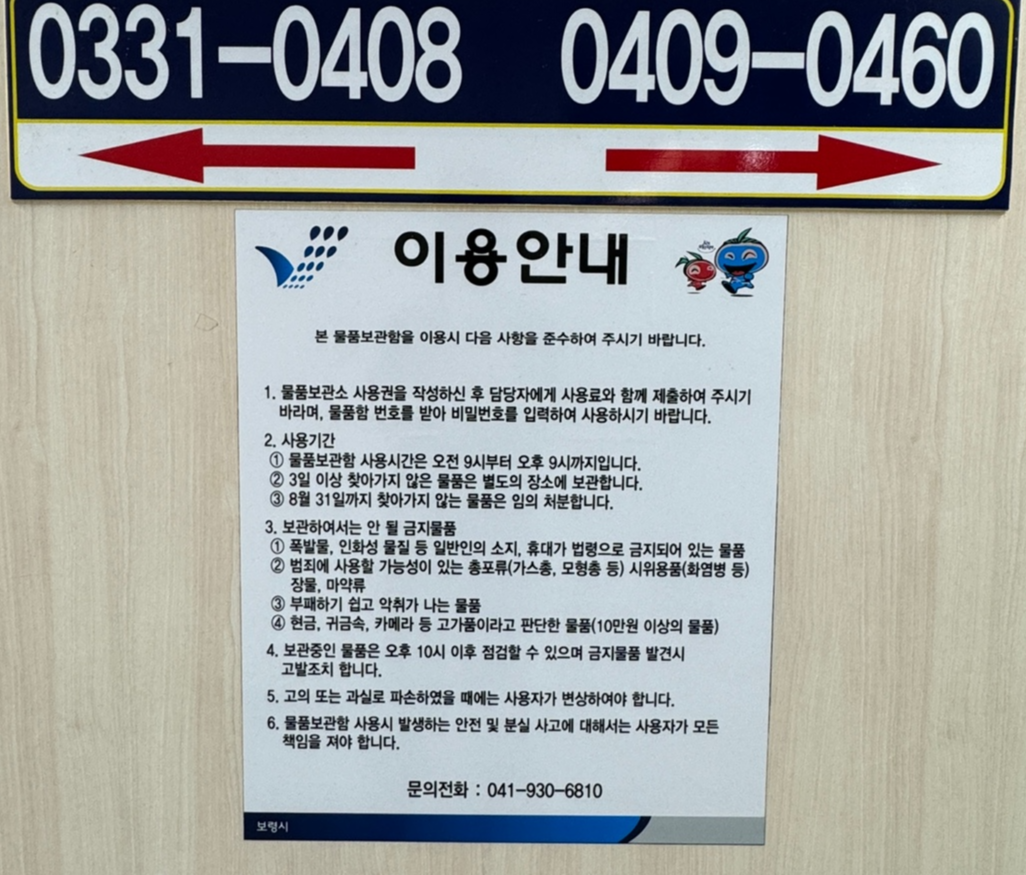 0331-0408 0409-0460
이용안내
본 물품보관함을 이용시 다음 사항을 준수하여 주시기 바랍니다.
1. 물품보관소 사용권을 작성하신 후 담당자에게 사용료와 함께 제출하여 주시기
바라며, 물품함 번호를 받아 비밀번호를 입력하여 사용하시기 바랍니다.
2. 사용기간
① 물품보관함 사용시간은 오전 9시부터 오후 9시까지입니다.
② 3일 이상 찾아가지 않은 물품은 별도의 장소에 보관합니다.
③ 8월 31일까지 찾아가지 않는 물품은 임의 처분합니다.
3. 보관하여서는 안 될 금지물품
① 폭발물, 인화성 물질 등 일반인의 소지, 휴대가 법령으로 금지되어 있는 물품
② 범죄에 사용할 가능성이 있는 총포류(가스총, 모형총 등) 시위용품(화염병 등)
장물, 마약류
③ 부패하기 쉽고 악취가 나는 물품
④ 현금, 귀금속, 카메라 등 고가품이라고 판단한 물품(10만원 이상의 물품)
4. 보관중인 물품은 오후 10시 이후 점검할 수 있으며 금지물품 발견시
고발조치 합니다.
5. 고의 또는 과실로 파손하였을 때에는 사용자가 변상하여야 합니다.
6. 물품보관함 사용시 발생하는 안전 및 분실 사고에 대해서는 사용자가 모든
책임을 져야 합니다.
문의전화 : 041-930-6810
보령시